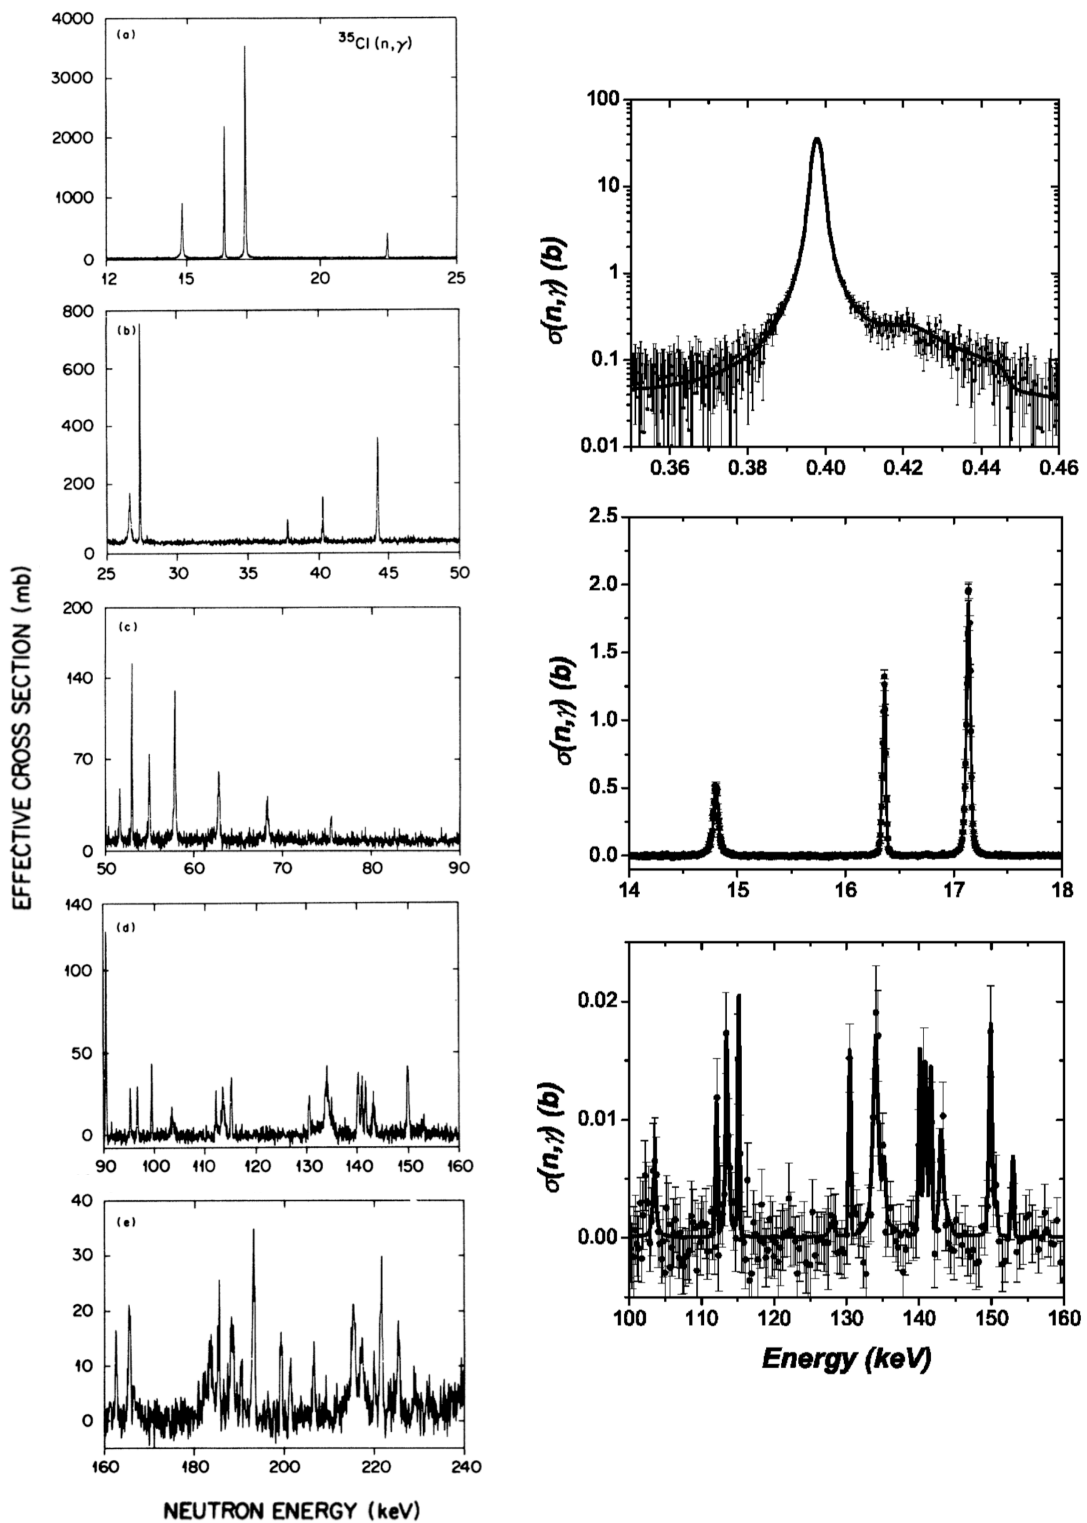 EFFECTIVE CROSS SECTION (mb)
4000
3000
2000
1000
0
(a)
³⁵Cl (n,γ)
12 15 20 25
800
600
400
200
0
(b)
25 30 35 40 45 50
200
140
70
0
(c)
50 60 70 80 90
140
100
50
0
(d)
90 100 110 120 130 140 150 160
40
30
20
10
0
(e)
160 180 200 220 240
NEUTRON ENERGY (keV)
σ(n,γ) (b)
100
10
1
0.1
0.01
0.36 0.38 0.40 0.42 0.44 0.46
σ(n,γ) (b)
2.5
2.0
1.5
1.0
0.5
0.0
14 15 16 17 18
σ(n,γ) (b)
0.02
0.01
0.00
100 110 120 130 140 150 160
Energy (keV)